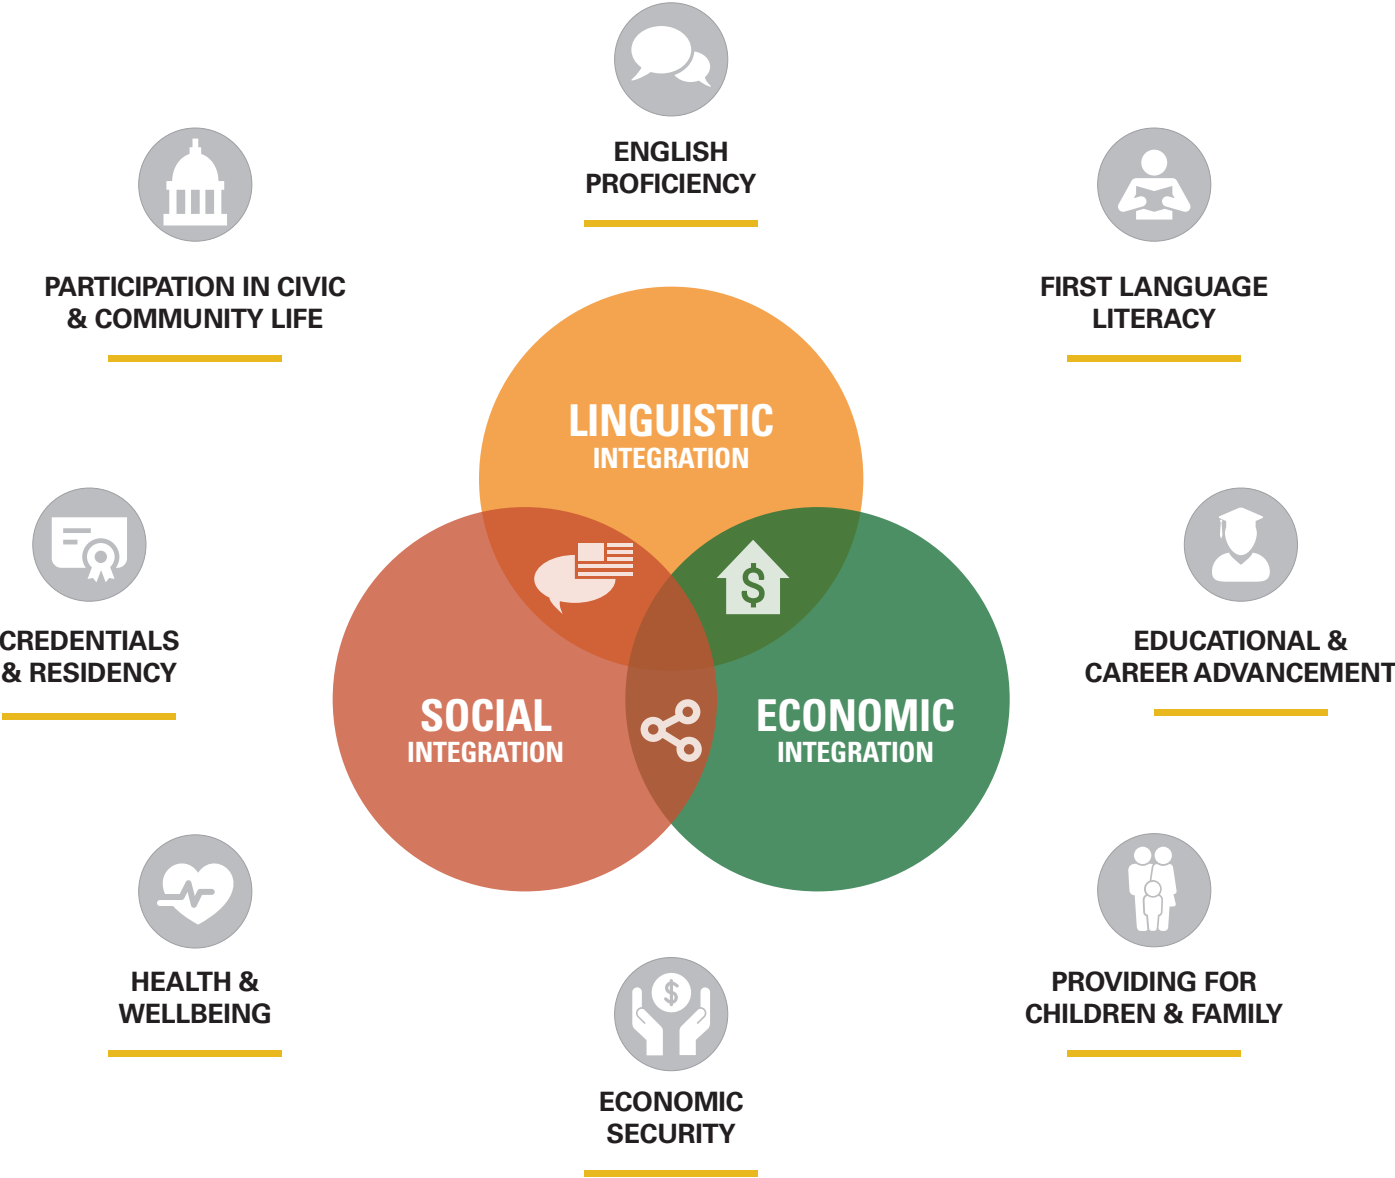 ENGLISH
PROFICIENCY
PARTICIPATION IN CIVIC
& COMMUNITY LIFE
FIRST LANGUAGE
LITERACY
LINGUISTIC
INTEGRATION
$
CREDENTIALS
& RESIDENCY
EDUCATIONAL &
CAREER ADVANCEMENT
SOCIAL
INTEGRATION
ECONOMIC
INTEGRATION
HEALTH &
WELLBEING
PROVIDING FOR
CHILDREN & FAMILY
$
ECONOMIC
SECURITY